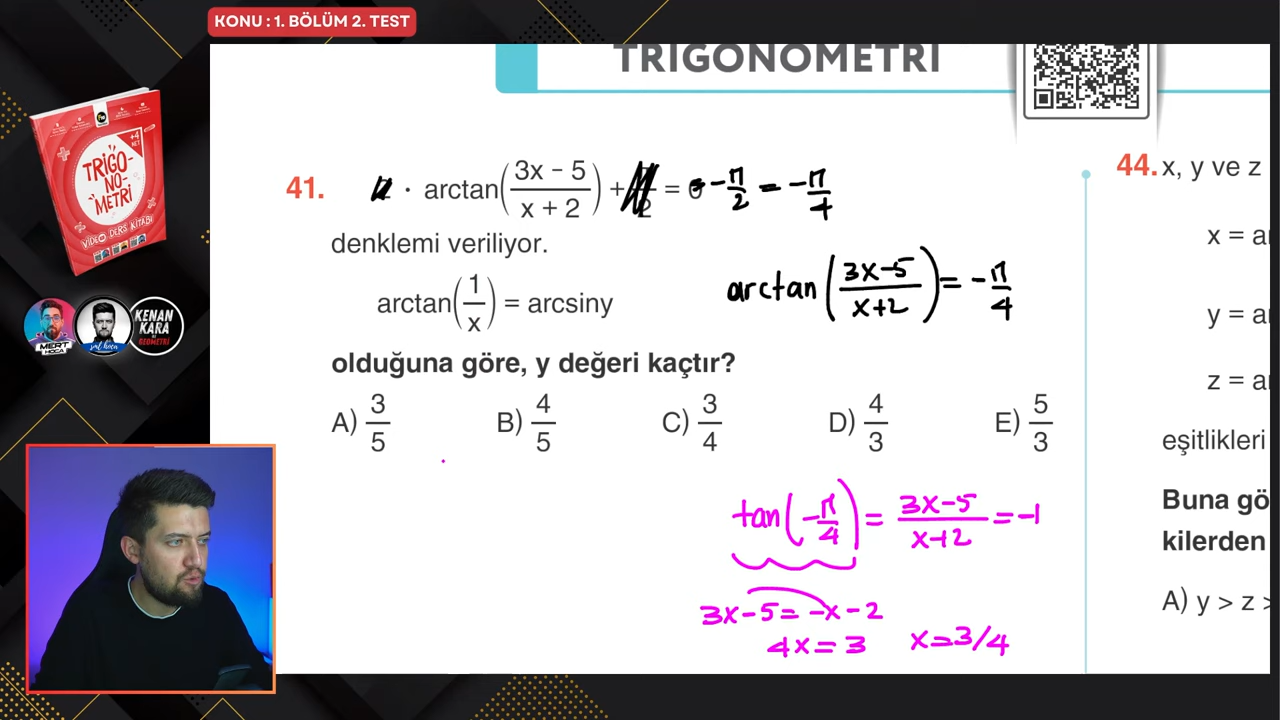 KONU : 1. BÖLÜM 2. TEST
TRİGONOMETRİ
+4 NET
TRİGO-
NO-
METRİ
VİDEO DERS KİTABI
MERT HOCA
KENAN KARA
GEOMETRİ
41. · arctan((3x − 5)/(x + 2)) + = −π/2 = −π/4
denklemi veriliyor.
arctan(1/x) = arcsiny
olduğuna göre, y değeri kaçtır?
A) 3/5 B) 4/5 C) 3/4 D) 4/3 E) 5/3
arctan((3x−5)/(x+2)) = −π/4
tan(−π/4) = (3x−5)/(x+2) = −1
3x−5 = −x−2
4x = 3 x=3/4
44. x, y ve z
x = a
y = a
z = a
eşitlikleri
Buna gö
kilerden
A) y > z >